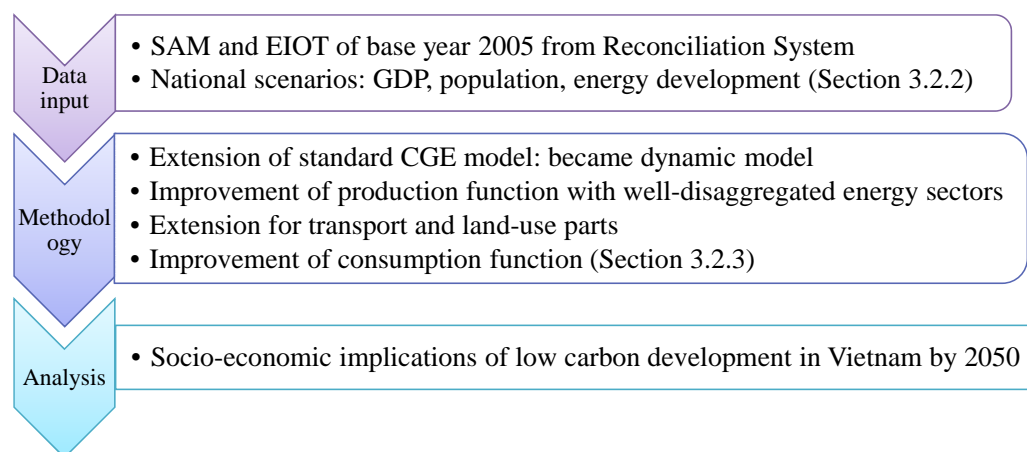 Data
input
• SAM and EIOT of base year 2005 from Reconciliation System
• National scenarios: GDP, population, energy development (Section 3.2.2)
Methodol
ogy
• Extension of standard CGE model: became dynamic model
• Improvement of production function with well-disaggregated energy sectors
• Extension for transport and land-use parts
• Improvement of consumption function (Section 3.2.3)
Analysis
• Socio-economic implications of low carbon development in Vietnam by 2050